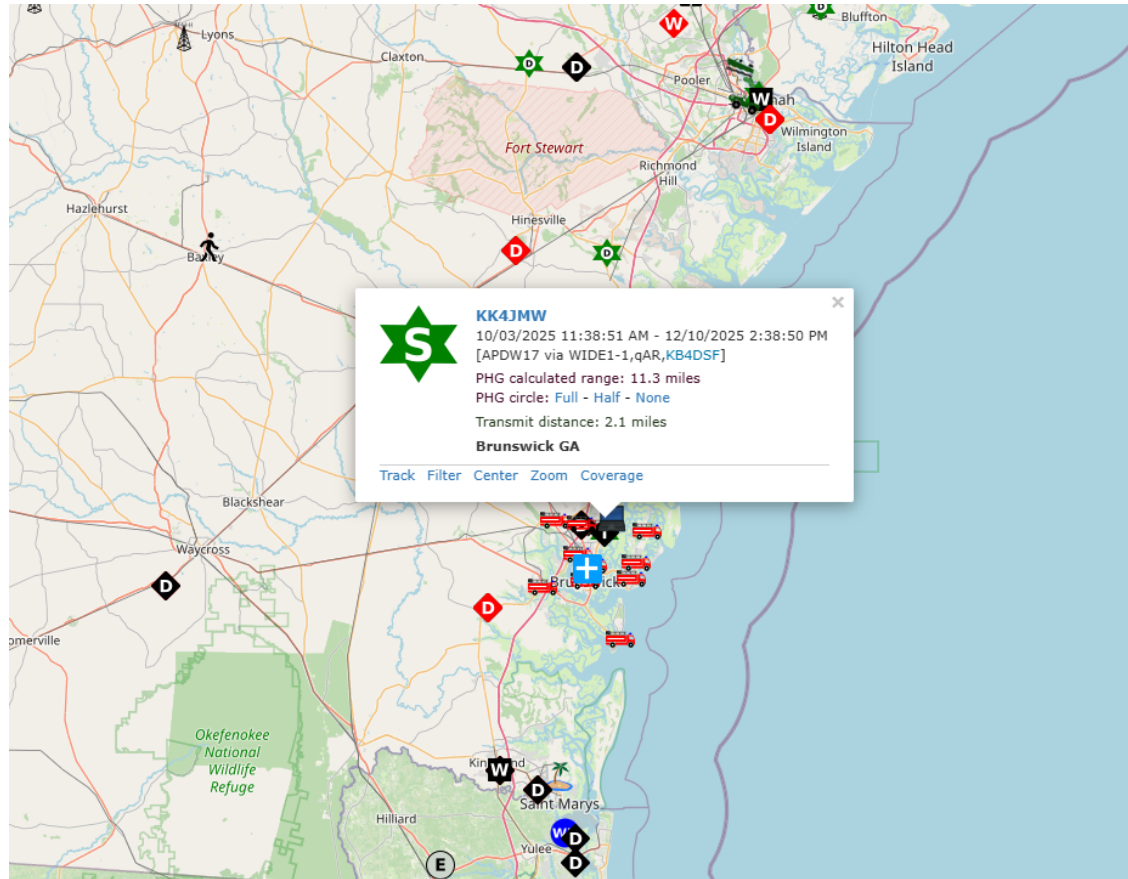 Lyons
Claxton
D
D
W
D
Bluffton
Hilton Head
Island
Pooler
W
D
Wilmington
Island
Fort Stewart
Richmond
Hill
Hazlehurst
Hinesville
D
D
KK4JMW
×
S
10/03/2025 11:38:51 AM - 12/10/2025 2:38:50 PM
[APDW17 via WIDE1-1,qAR,KB4DSF]
PHG calculated range: 11.3 miles
PHG circle: Full - Half - None
Transmit distance: 2.1 miles
Brunswick GA
Track Filter Center Zoom Coverage
Blackshear
Waycross
D
D
Okefenokee
National
Wildlife
Refuge
W
D
Saint Marys
Hilliard
Yulee
D
D
E